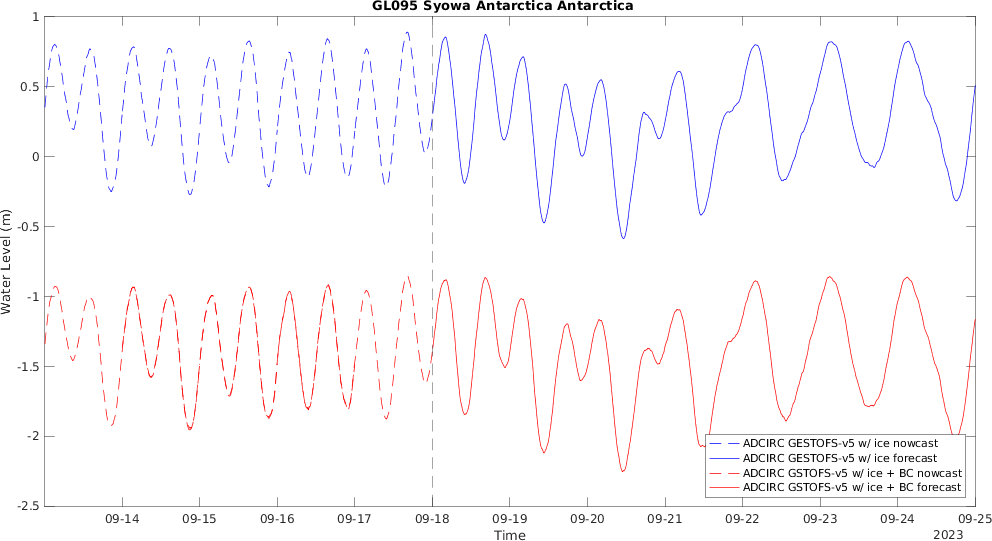 GL095 Syowa Antarctica Antarctica
Water Level (m)
1
0.5
0
-0.5
-1
-1.5
-2
-2.5
ADCIRC GESTOFS-v5 w/ ice nowcast
ADCIRC GESTOFS-v5 w/ ice forecast
ADCIRC GSTOFS-v5 w/ ice + BC nowcast
ADCIRC GSTOFS-v5 w/ ice + BC forecast
09-14 09-15 09-16 09-17 09-18 09-19 09-20 09-21 09-22 09-23 09-24 09-25
Time
2023